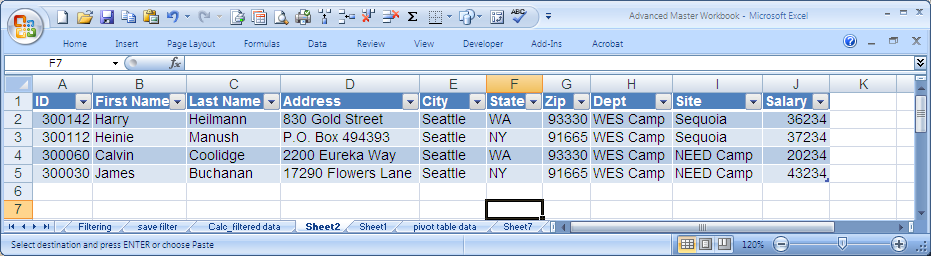 Advanced Master Workbook - Microsoft Excel
Home Insert Page Layout Formulas Data Review View Developer Add-Ins Acrobat
F7 fx
A B C D E F G H I J K
1 ID First Name Last Name Address City State Zip Dept Site Salary
2 300142 Harry Heilmann 830 Gold Street Seattle WA 93330 WES Camp Sequoia 36234
3 300112 Heinie Manush P.O. Box 494393 Seattle NY 91665 WES Camp Sequoia 37234
4 300060 Calvin Coolidge 2200 Eureka Way Seattle WA 93330 WES Camp NEED Camp 20234
5 300030 James Buchanan 17290 Flowers Lane Seattle NY 91665 WES Camp NEED Camp 43234
6
7
Filtering save filter Calc_filtered data Sheet2 Sheet1 pivot table data Sheet7
Select destination and press ENTER or choose Paste 120%